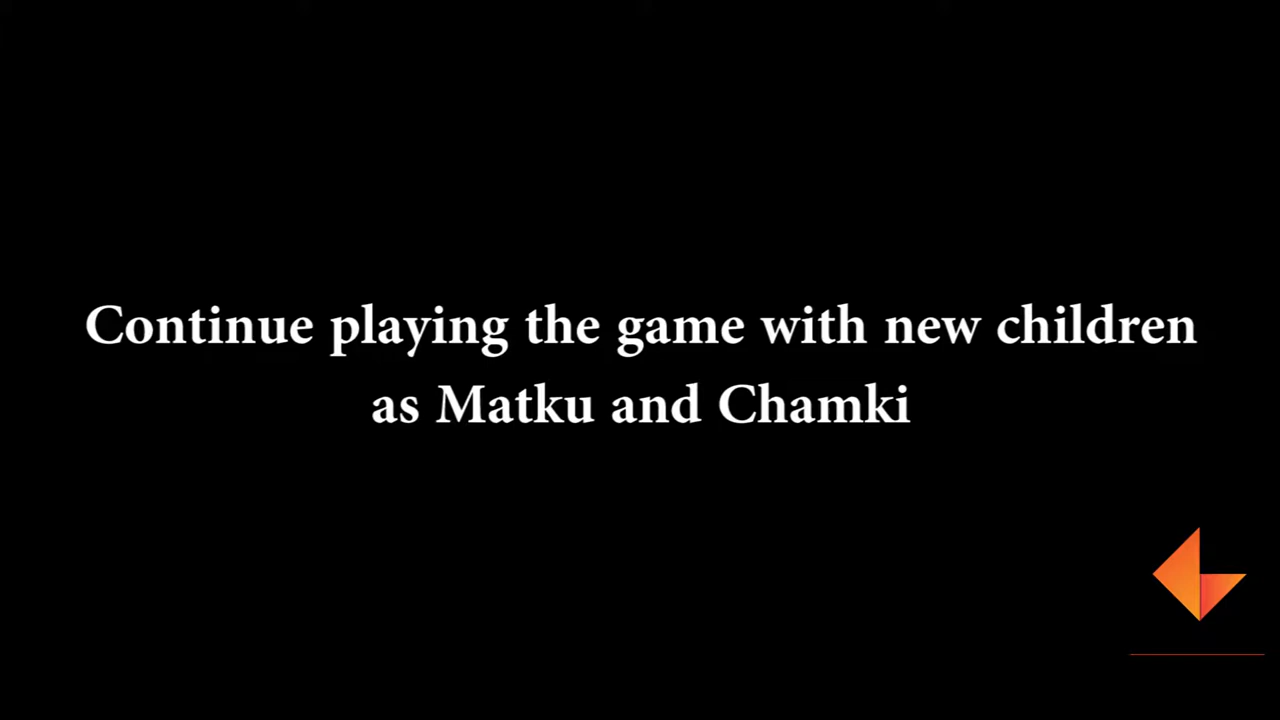 Continue playing the game with new children
as Matku and Chamki